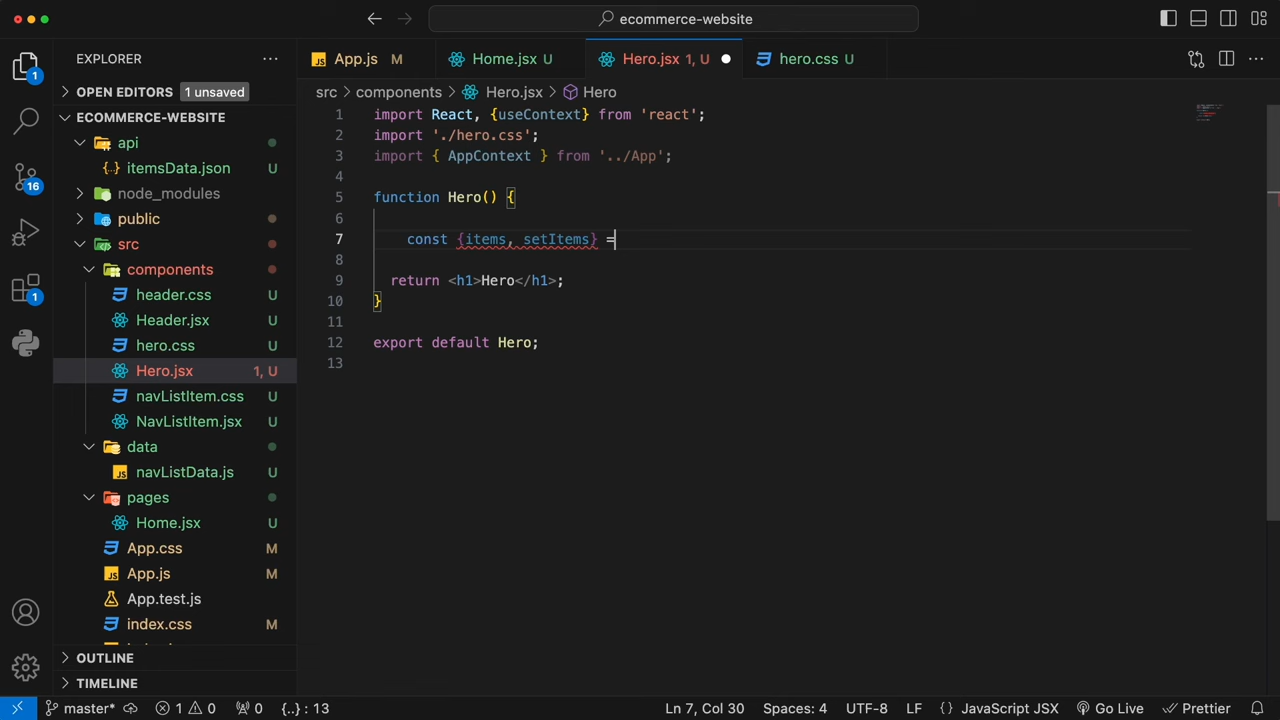 ecommerce-website
EXPLORER
App.js M
Home.jsx U
Hero.jsx 1, U
hero.css U
OPEN EDITORS 1 unsaved
src > components > Hero.jsx > Hero
ECOMMERCE-WEBSITE
api
itemsData.json U
node_modules
public
src
components
header.css U
Header.jsx U
hero.css U
Hero.jsx 1, U
navListItem.css U
NavListItem.jsx U
data
navListData.js U
pages
Home.jsx U
App.css M
App.js M
App.test.js
index.css M
OUTLINE
TIMELINE
1
16
1
1 import React, {useContext} from 'react';
2 import './hero.css';
3 import { AppContext } from '../App';
4
5 function Hero() {
6
7 const {items, setItems} =
8
9 return <h1>Hero</h1>;
10 }
11
12 export default Hero;
13
master* 1 0 0 {..} : 13 Ln 7, Col 30 Spaces: 4 UTF-8 LF {} JavaScript JSX Go Live Prettier